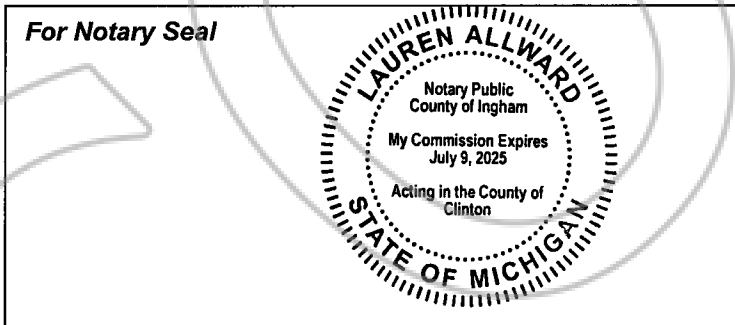 For Notary Seal
LAUREN ALLWARD
Notary Public
County of Ingham
My Commission Expires
July 9, 2025
Acting in the County of
Clinton
STATE OF MICHIGAN